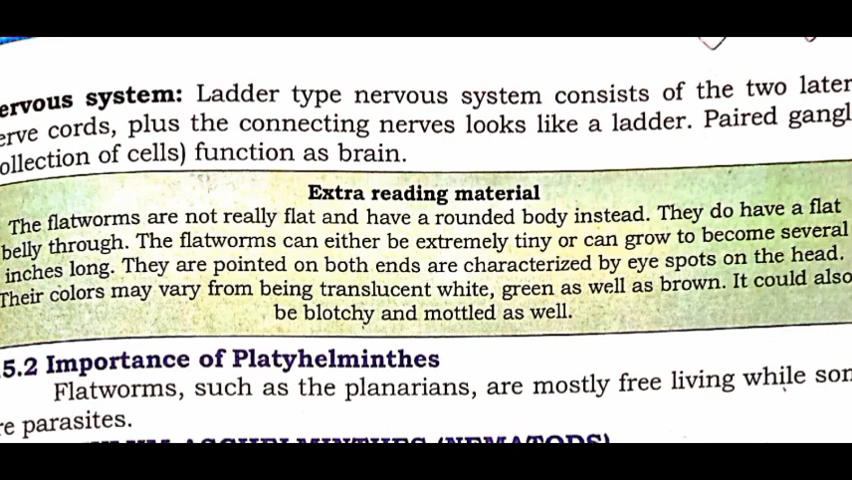 ervous system: Ladder type nervous system consists of the two later
erve cords, plus the connecting nerves looks like a ladder. Paired gangl
ollection of cells) function as brain.
Extra reading material
The flatworms are not really flat and have a rounded body instead. They do have a flat
belly through. The flatworms can either be extremely tiny or can grow to become several
inches long. They are pointed on both ends are characterized by eye spots on the head.
Their colors may vary from being translucent white, green as well as brown. It could also
be blotchy and mottled as well.
5.2 Importance of Platyhelminthes
Flatworms, such as the planarians, are mostly free living while som
re parasites.
ASCHELMINTHES (NEMATODS)